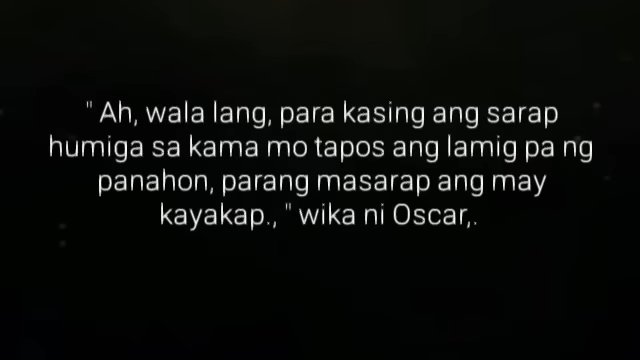 " Ah, wala lang, para kasing ang sarap
humiga sa kama mo tapos ang lamig pa ng
panahon, parang masarap ang may
kayakap., " wika ni Oscar,.